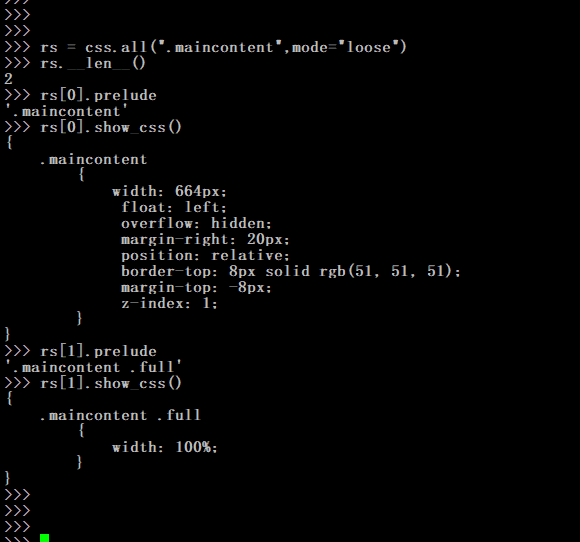 >>>
>>>
>>>
>>> rs = css.all(".maincontent",mode="loose")
>>> rs.__len__()
2
>>> rs[0].prelude
'.maincontent'
>>> rs[0].show_css()
{
    .maincontent
        {
            width: 664px;
             float: left;
             overflow: hidden;
             margin-right: 20px;
             position: relative;
             border-top: 8px solid rgb(51, 51, 51);
             margin-top: -8px;
             z-index: 1;
        }
}
>>> rs[1].prelude
'.maincontent .full'
>>> rs[1].show_css()
{
    .maincontent .full
        {
            width: 100%;
        }
}
>>>
>>>
>>>
>>>